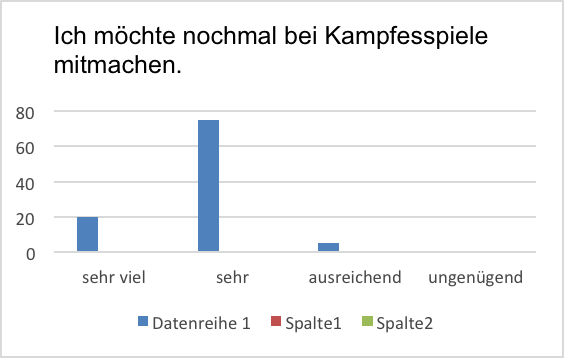 Ich möchte nochmal bei Kampfesspiele
mitmachen.
80
60
40
20
0
sehr viel sehr ausreichend ungenügend
Datenreihe 1 Spalte1 Spalte2